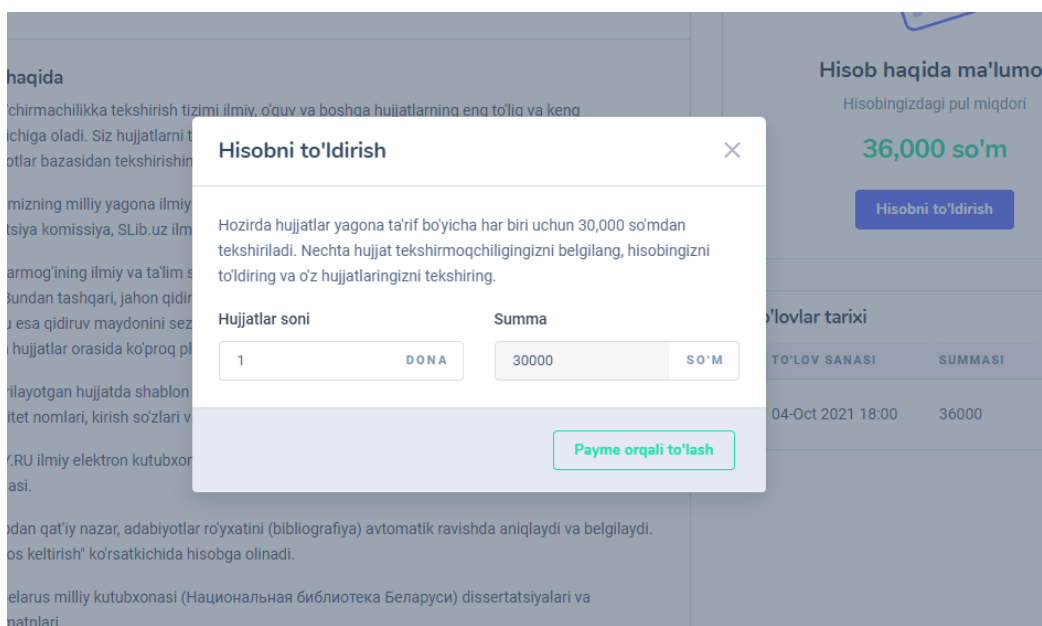 haqida
'chirmachilikka tekshirish tizimi ilmiy, o'quv va boshqa hujjatlarning eng to'liq va keng
ichiga oladi. Siz hujjatlarni t
otlar bazasidan tekshirishin
mizning milliy yagona ilmiy
tsiya komissiya, SLib.uz ilm
armog'ining ilmiy va ta'lim s
Bundan tashqari, jahon qidir
u esa qidiruv maydonini sez
hujjatlar orasida ko'proq pl
rilayotgan hujjatda shablon
itet nomlari, kirish so'zlari v
Y.RU ilmiy elektron kutubxor
asi.
odan qat'iy nazar, adabiyotlar ro'yxatini (bibliografiya) avtomatik ravishda aniqlaydi va belgilaydi.
os keltirish" ko'rsatkichida hisobga olinadi.
elarus milliy kutubxonasi (Национальная библиотека Беларуси) dissertatsiyalari va
matnlari
Hisobni to'ldirish
Hozirda hujjatlar yagona ta'rif bo'yicha har biri uchun 30,000 so'mdan
tekshiriladi. Nechta hujjat tekshirmoqchiligingizni belgilang, hisobingizni
to'ldiring va o'z hujjatlaringizni tekshiring.
Hujjatlar soni Summa
1 DONA 30000 SO'M
Payme orqali to'lash
Hisob haqida ma'lumo
Hisobingizdagi pul miqdori
36,000 so'm
Hisobni to'ldirish
o'lovlar tarixi
TO'LOV SANASI SUMMASI
04-Oct 2021 18:00 36000